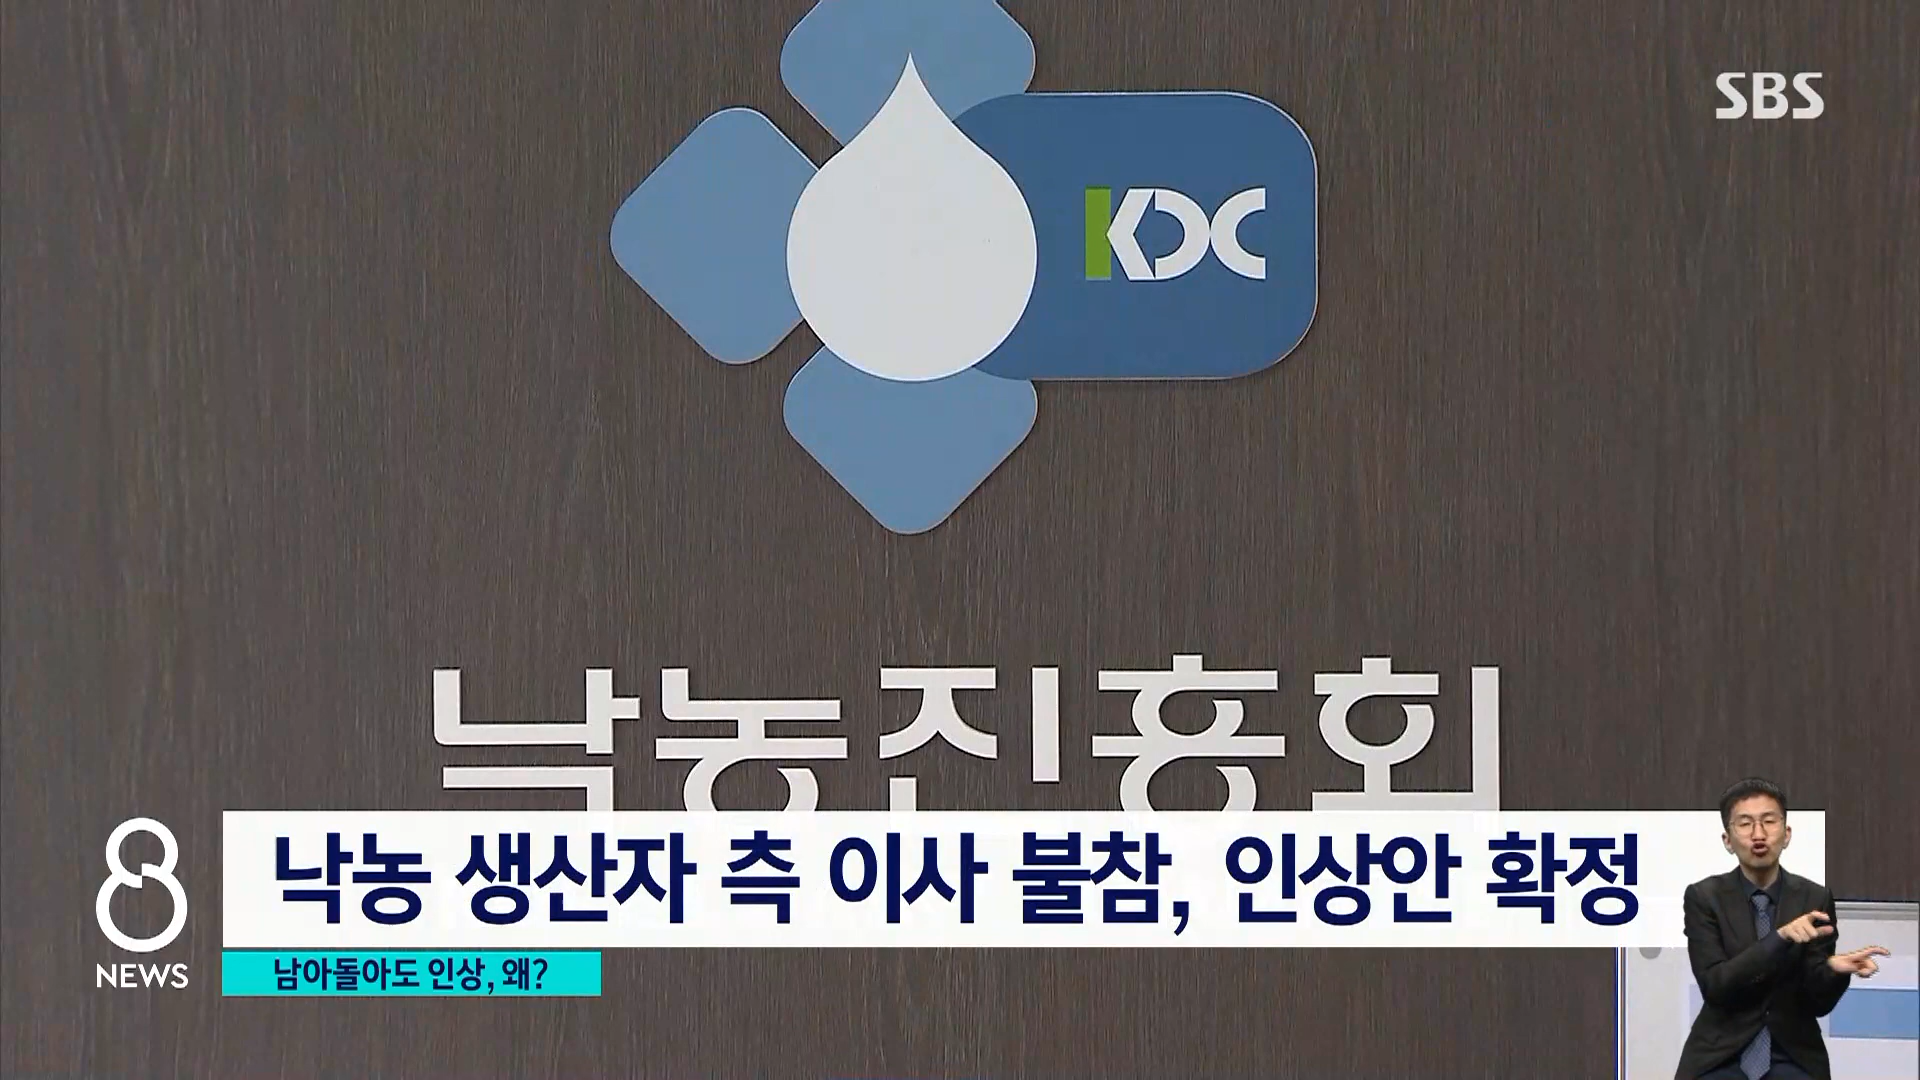 SBS
KDC
낙농진흥회
낙농 생산자 측 이사 불참, 인상안 확정
8
NEWS
남아돌아도 인상, 왜?